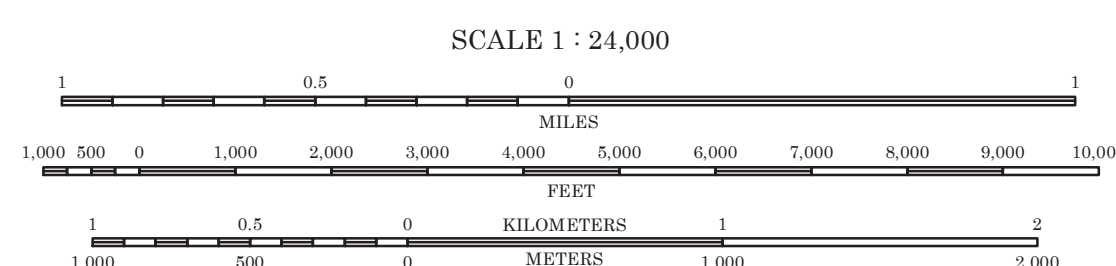 SCALE 1 : 24,000
1 0.5 0 1
MILES
1,000 500 0 1,000 2,000 3,000 4,000 5,000 6,000 7,000 8,000 9,000 10,00
FEET
1 0.5 0 KILOMETERS 1 2
1,000 500 0 METERS 1,000 2,000